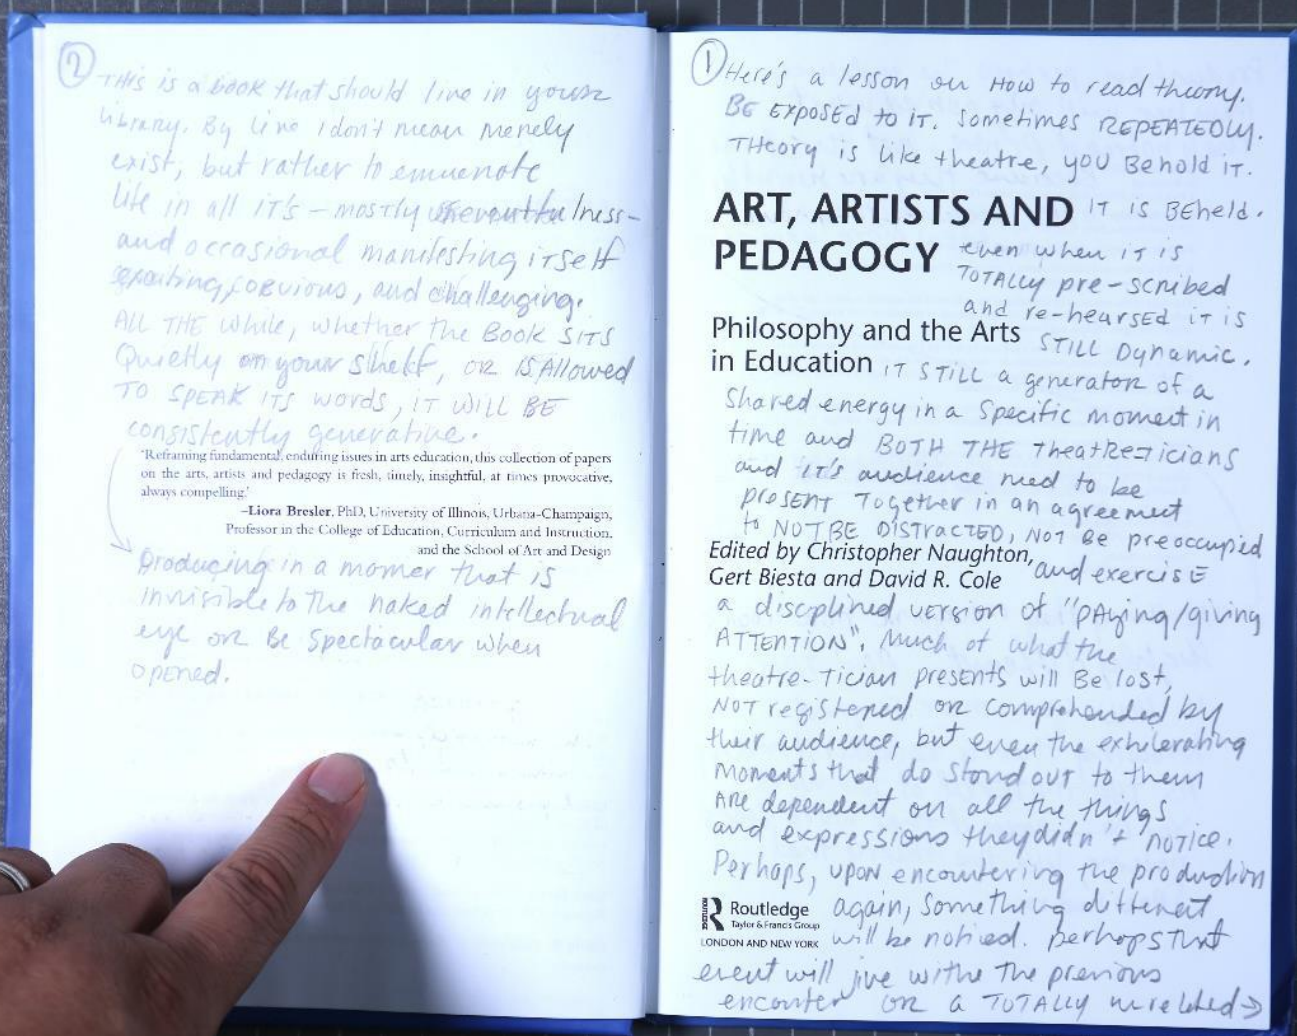 ②
THIS IS A BOOK THAT should live in your
library. By live I don't mean merely
exist, but rather to emuenate
life in all IT'S – mostly uneventfulness –
and occasional manifesting ITSelf
exciting, obvious, and challenging.
ALL THE while, whether the BOOK SITS
Quietly on your shelf, OR IS Allowed
TO SPEAK ITS WORDS, IT WILL BE
consistently generative.
'Reframing fundamental, enduring issues in arts education, this collection of papers
on the arts, artists and pedagogy is fresh, timely, insightful, at times provocative,
always compelling.'
–Liora Bresler, PhD, University of Illinois, Urbana-Champaign,
Professor in the College of Education, Curriculum and Instruction,
and the School of Art and Design
producing in a manner that is
invisible to The naked intellectual
eye OR BE Spectacular when
opened.
①
Here's a lesson on HOW to read theory.
BE EXPOSED TO IT. Sometimes REPEATEDLY.
THeory is like theatre, you Behold IT.
ART, ARTISTS AND IT IS BEheld.
PEDAGOGY even when IT IS
TOTALLY pre-scribed
and re-hearsed IT IS
Philosophy and the Arts STILL Dynamic.
in Education IT STILL a generator of a
Shared energy in a Specific moment in
time and BOTH THE TheatRe-ticians
and IT's audience need to be
preSENT Together in an agreement
to NOT BE DISTRACTED, NOT Be preoccupied
Edited by Christopher Naughton, and exercise
Gert Biesta and David R. Cole
a disciplined version of "PAying/giving
ATTENTION". Much of what the
theatre-Tician presents will Be lost,
NOT registered OR comprehended by
their audience, but even the exhilerating
Moments that do stand out to them
ARE dependent on all the things
and expressions they didn't notice.
Perhaps, upon encountering the production
Routledge again, Something different
Taylor & Francis Group
ROUTLEDGE
LONDON AND NEW YORK will be noticed. perhaps That
event will jive withe The previous
encounter OR a TOTALLY unrelated →